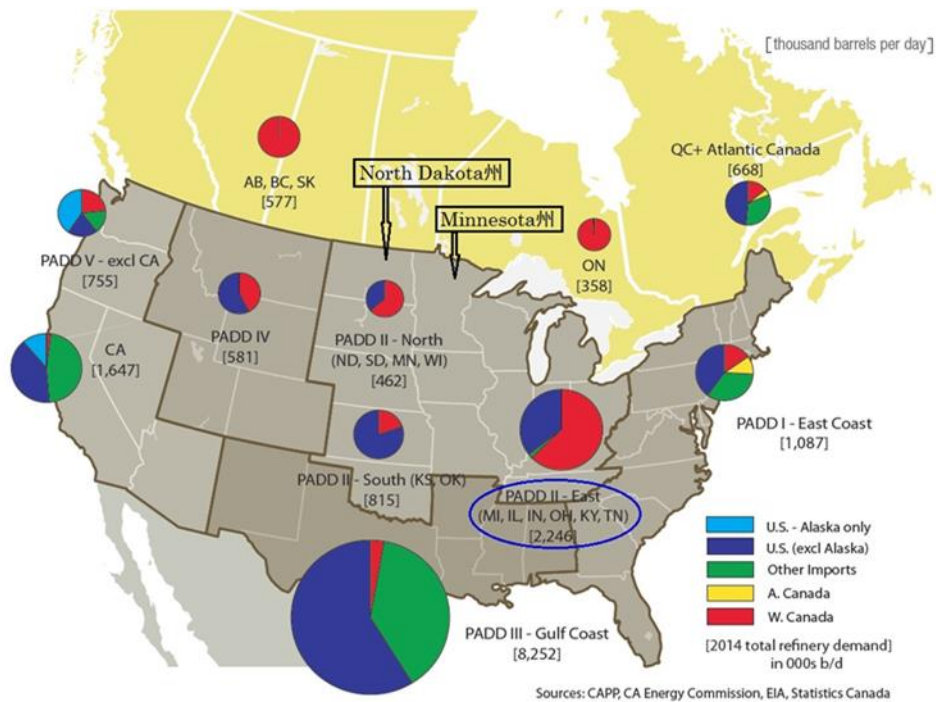 [thousand barrels per day]
QC+ Atlantic Canada
[668]
North Dakota州
AB, BC, SK
[577]
Minnesota州
PADD V - excl CA
[755]
ON
[358]
PADD IV
[581]
PADD II - North
(ND, SD, MN, WI)
[462]
CA
[1,647]
PADD I - East Coast
[1,087]
PADD II - South (KS, OK)
[815]
PADD II - East
(MI, IL, IN, OH, KY, TN)
[2,246]
PADD III - Gulf Coast
[8,252]
U.S. - Alaska only
U.S. (excl Alaska)
Other Imports
A. Canada
W. Canada
[2014 total refinery demand]
in 000s b/d
Sources: CAPP, CA Energy Commission, EIA, Statistics Canada